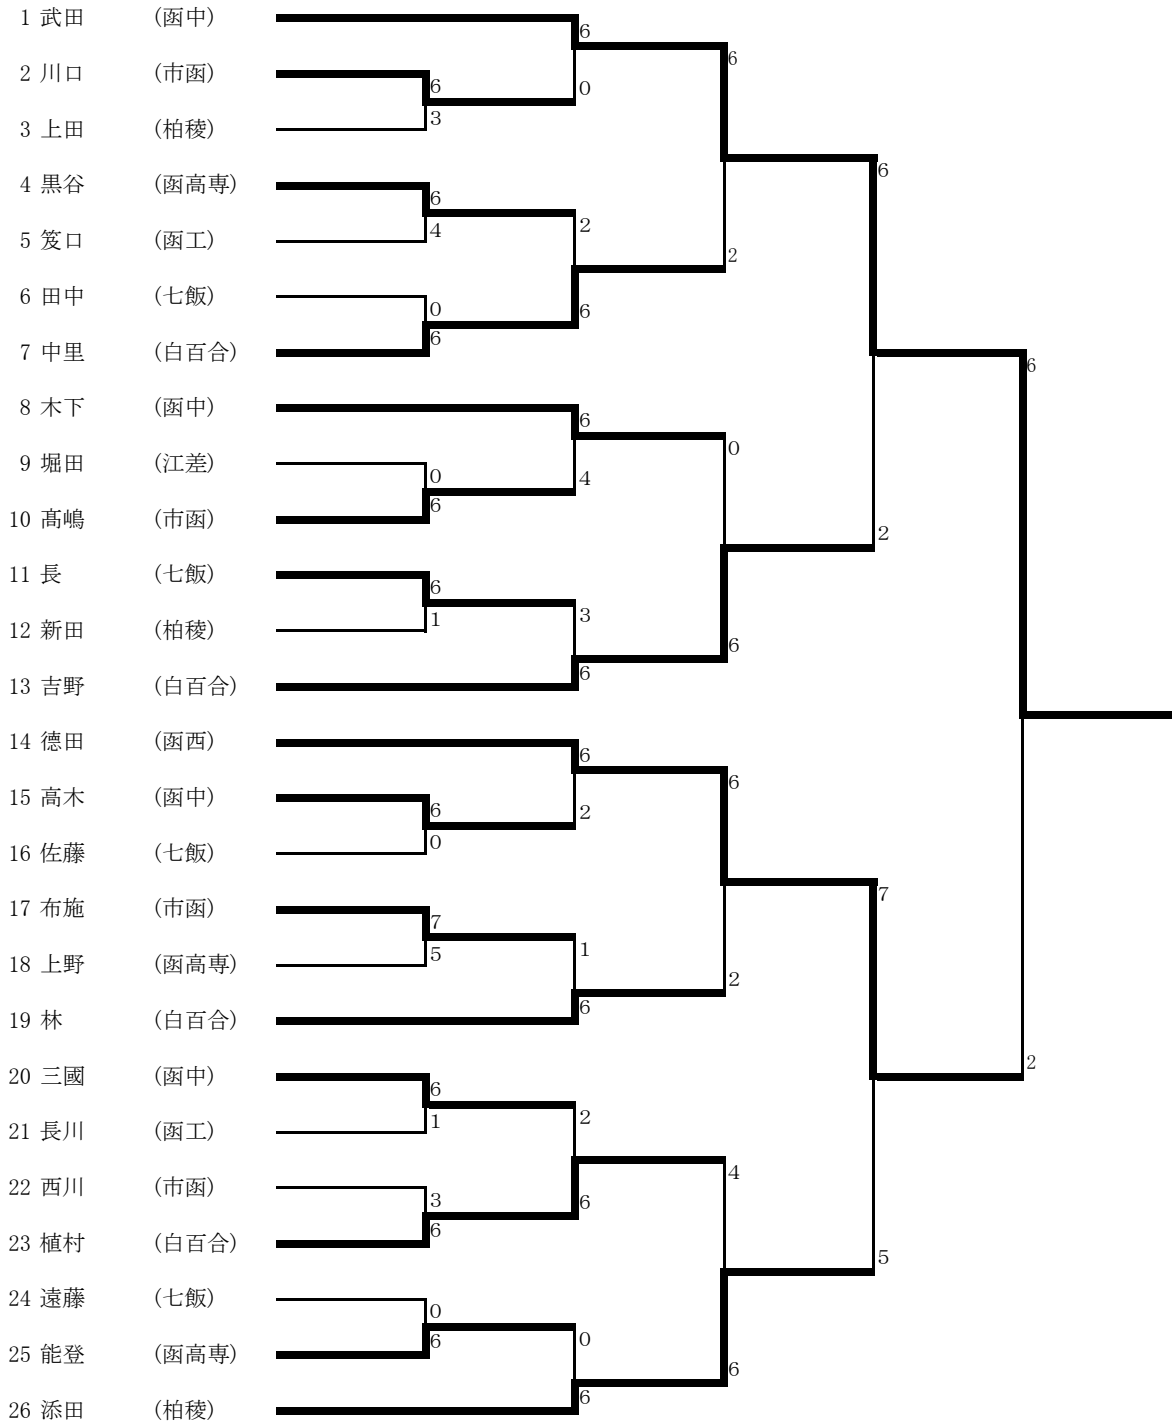 1 武田 (函中)
6
6
2 川口 (市函)
6
0
3 上田 (柏稜)
3
4 黒谷 (函高専)
6
6
5 笈口 (函工)
4
2
2
6 田中 (七飯)
0
6
7 中里 (白百合)
6
6
8 木下 (函中)
6
0
9 堀田 (江差)
0
4
10 髙嶋 (市函)
6
2
11 長 (七飯)
6
3
12 新田 (柏稜)
1
6
13 吉野 (白百合)
6
14 德田 (函西)
6
6
15 高木 (函中)
6
2
16 佐藤 (七飯)
0
7
17 布施 (市函)
7
1
18 上野 (函高専)
5
2
19 林 (白百合)
6
20 三國 (函中)
6
2
2
21 長川 (函工)
1
4
22 西川 (市函)
3
6
23 植村 (白百合)
6
5
24 遠藤 (七飯)
0
0
25 能登 (函高専)
6
6
26 添田 (柏稜)
6